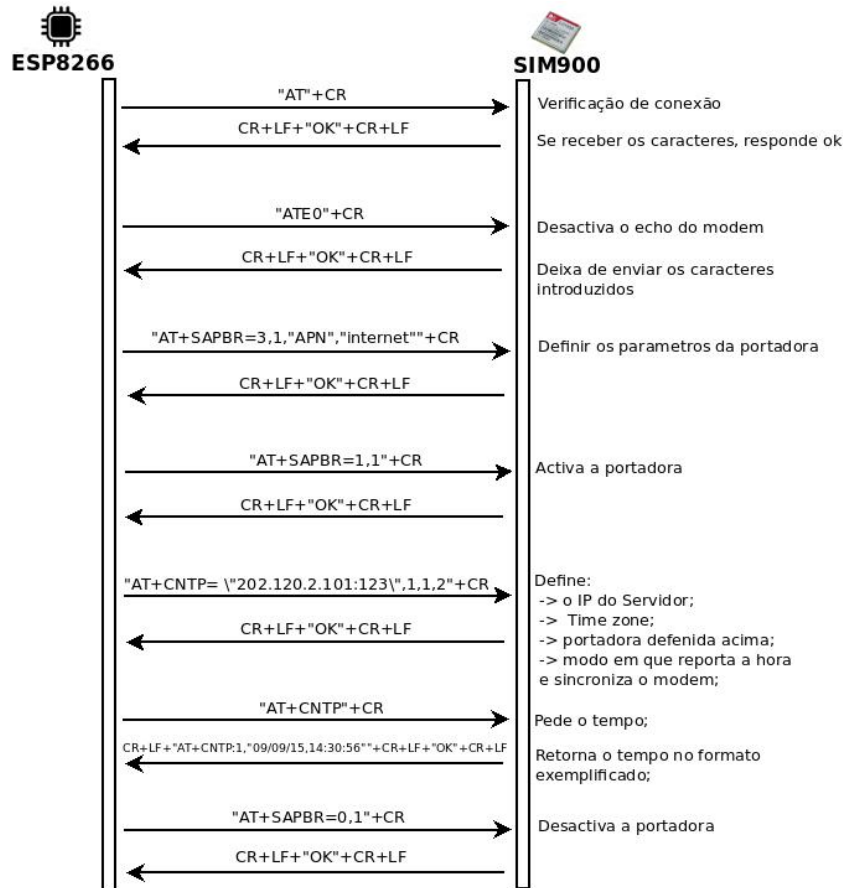 ESP8266
SIM900
"AT"+CR
Verificação de conexão
CR+LF+"OK"+CR+LF
Se receber os caracteres, responde ok
"ATE0"+CR
Desactiva o echo do modem
CR+LF+"OK"+CR+LF
Deixa de enviar os caracteres
introduzidos
"AT+SAPBR=3,1,"APN","internet""+CR
Definir os parametros da portadora
CR+LF+"OK"+CR+LF
"AT+SAPBR=1,1"+CR
Activa a portadora
CR+LF+"OK"+CR+LF
"AT+CNTP= \"202.120.2.101:123\",1,1,2"+CR
Define:
-> o IP do Servidor;
-> Time zone;
-> portadora defenida acima;
-> modo em que reporta a hora
e sincroniza o modem;
CR+LF+"OK"+CR+LF
"AT+CNTP"+CR
Pede o tempo;
CR+LF+"AT+CNTP:1,"09/09/15,14:30:56""+CR+LF+"OK"+CR+LF
Retorna o tempo no formato
exemplificado;
"AT+SAPBR=0,1"+CR
Desactiva a portadora
CR+LF+"OK"+CR+LF